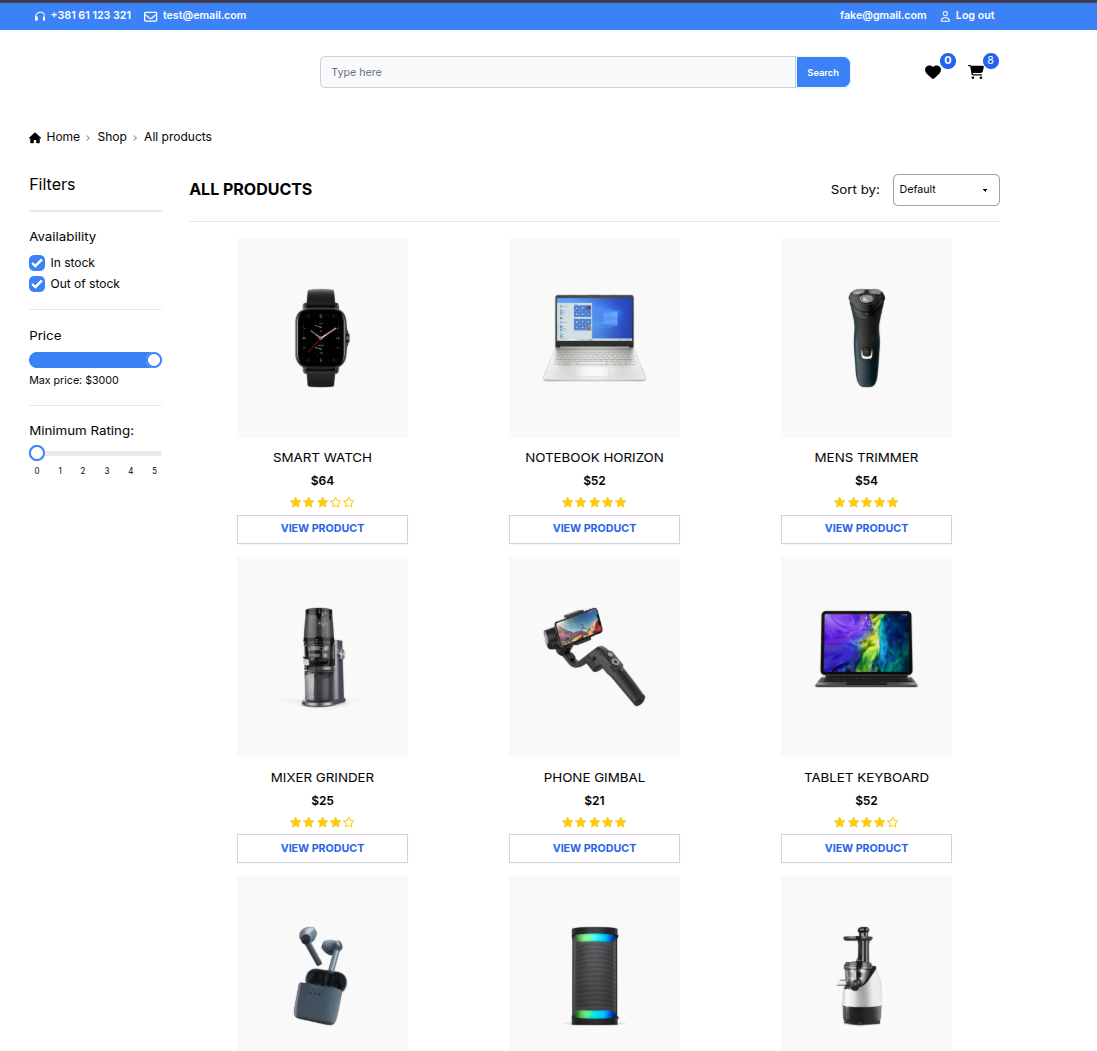 +381 61 123 321 test@email.com fake@gmail.com Log out
Type here Search 0 8
Home › Shop › All products
Filters
ALL PRODUCTS
Sort by: Default
Availability
In stock
Out of stock
Price
Max price: $3000
Minimum Rating:
0 1 2 3 4 5
SMART WATCH NOTEBOOK HORIZON MENS TRIMMER
$64 $52 $54
VIEW PRODUCT VIEW PRODUCT VIEW PRODUCT
MIXER GRINDER PHONE GIMBAL TABLET KEYBOARD
$25 $21 $52
VIEW PRODUCT VIEW PRODUCT VIEW PRODUCT